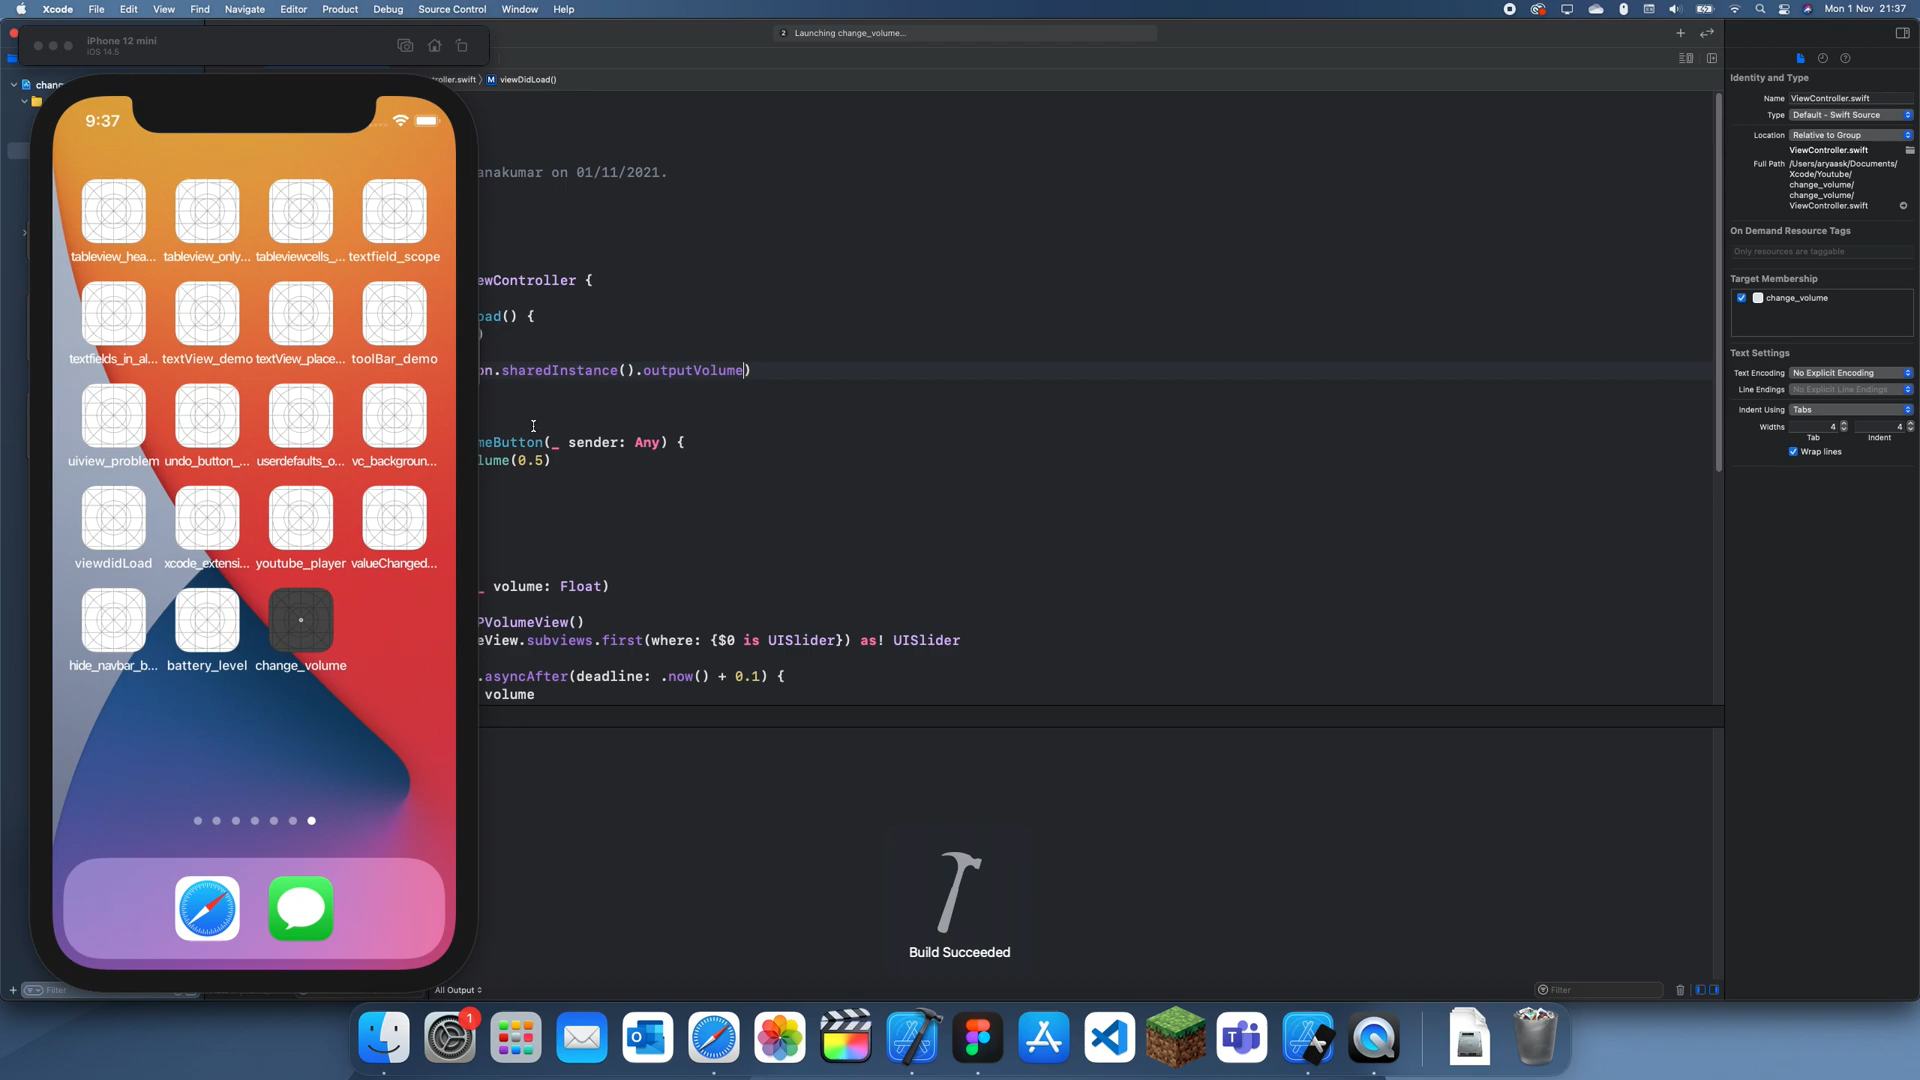 Xcode File Edit View Find Navigate Editor Product Debug Source Control Window Help
Mon 1 Nov 21:37
iPhone 12 mini
iOS 14.5
2 Launching change_volume...
chan
troller.swift
M viewDidLoad()
9:37
tableview_hea... tableview_only... tableviewcells_... textfield_scope
textfields_in_al... textView_demo textView_place... toolBar_demo
uiview_problem undo_button_... userdefaults_o... vc_backgroun...
viewdidLoad xcode_extensi... youtube_player valueChanged...
hide_navbar_b... battery_level change_volume
anakumar on 01/11/2021.
ewController {
oad() {
)
on.sharedInstance().outputVolume)
meButton(_ sender: Any) {
lume(0.5)
_ volume: Float)
PVolumeView()
eView.subviews.first(where: {$0 is UISlider}) as! UISlider
.asyncAfter(deadline: .now() + 0.1) {
volume
Build Succeeded
Filter
All Output
Filter
Identity and Type
Name ViewController.swift
Type Default - Swift Source
Location Relative to Group
ViewController.swift
Full Path /Users/aryaask/Documents/
Xcode/Youtube/
change_volume/
change_volume/
ViewController.swift
On Demand Resource Tags
Only resources are taggable
Target Membership
change_volume
Text Settings
Text Encoding No Explicit Encoding
Line Endings No Explicit Line Endings
Indent Using Tabs
Widths 4 4
Tab Indent
Wrap lines
1